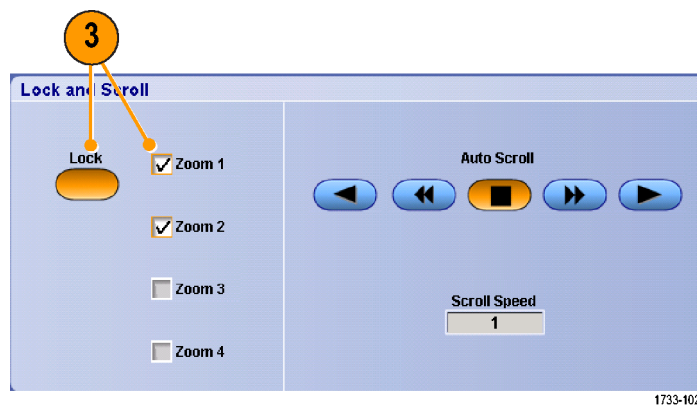 3
Lock and Scroll
Lock
Zoom 1
Zoom 2
Zoom 3
Zoom 4
Auto Scroll
Scroll Speed
1
1733-102